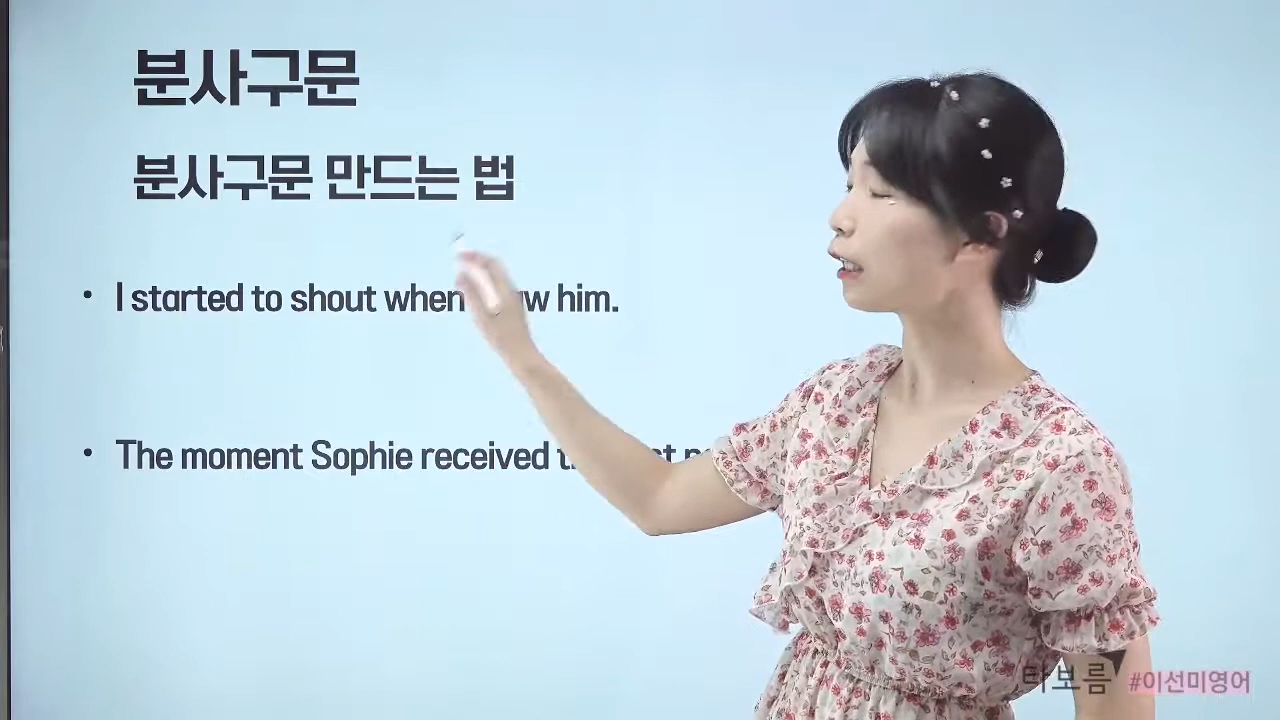 분사구문
분사구문 만드는 법
• I started to shout when him.
• The moment Sophie received
타보름 #이선미영어